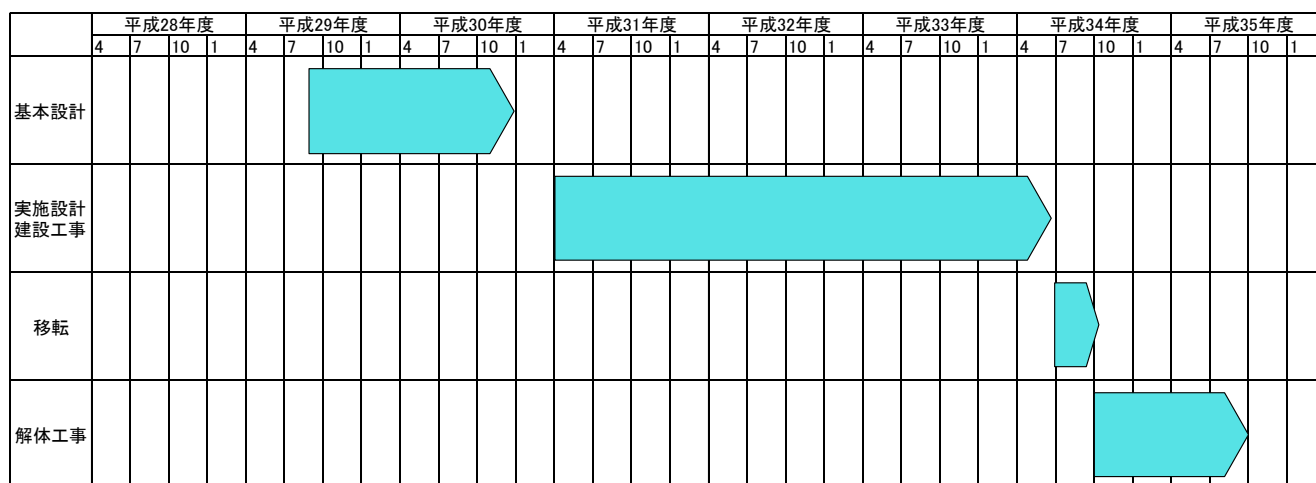 平成28年度 平成29年度 平成30年度 平成31年度 平成32年度 平成33年度 平成34年度 平成35年度
4 7 10 1 4 7 10 1 4 7 10 1 4 7 10 1 4 7 10 1 4 7 10 1 4 7 10 1 4 7 10 1
基本設計
実施設計
建設工事
移転
解体工事